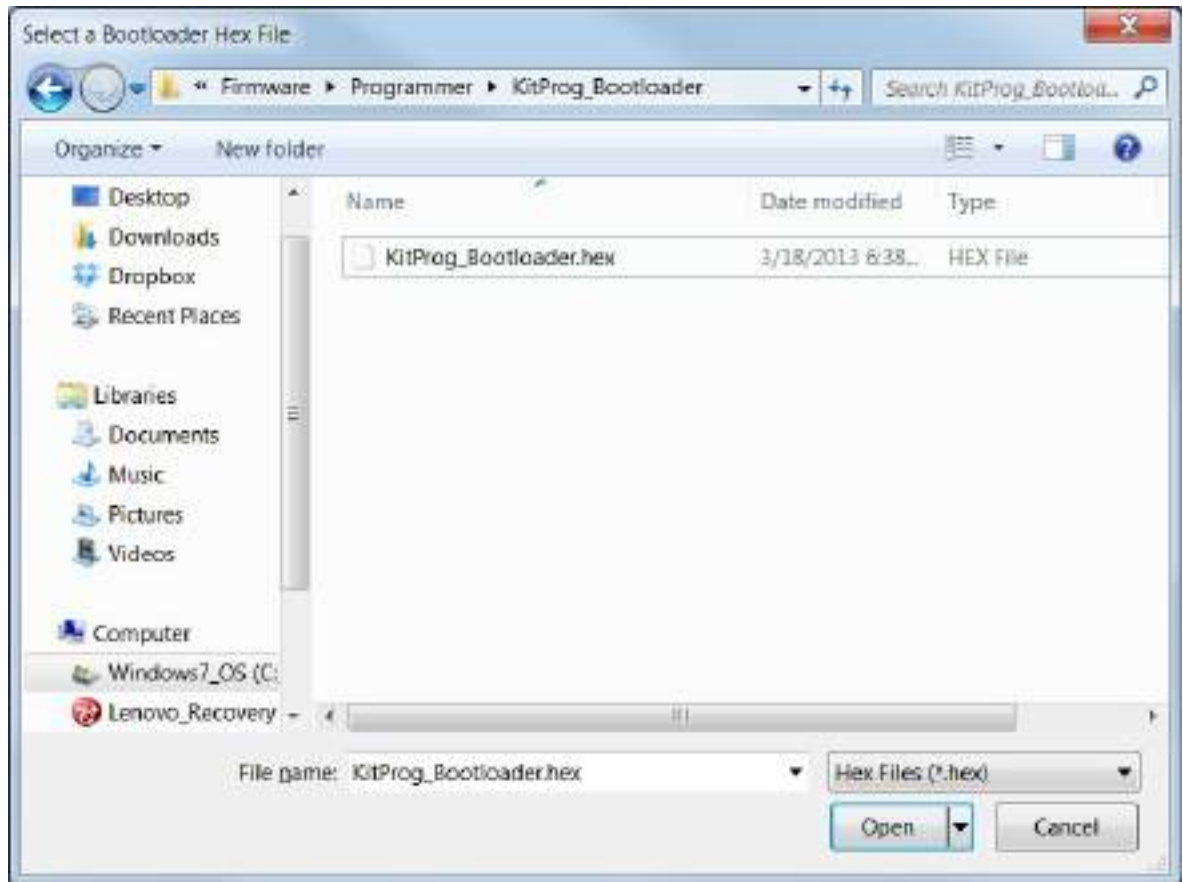 Select a Bootloader Hex File
« Firmware ▸ Programmer ▸ KitProg_Bootloader
Search KitProg_Bootloa...
Organize New folder
Name Date modified Type
KitProg_Bootloader.hex 3/18/2013 6:38... HEX File
Desktop
Downloads
Dropbox
Recent Places
Libraries
Documents
Music
Pictures
Videos
Computer
Windows7_OS (C:
Lenovo_Recovery
File name: KitProg_Bootloader.hex Hex Files (*.hex)
Open Cancel